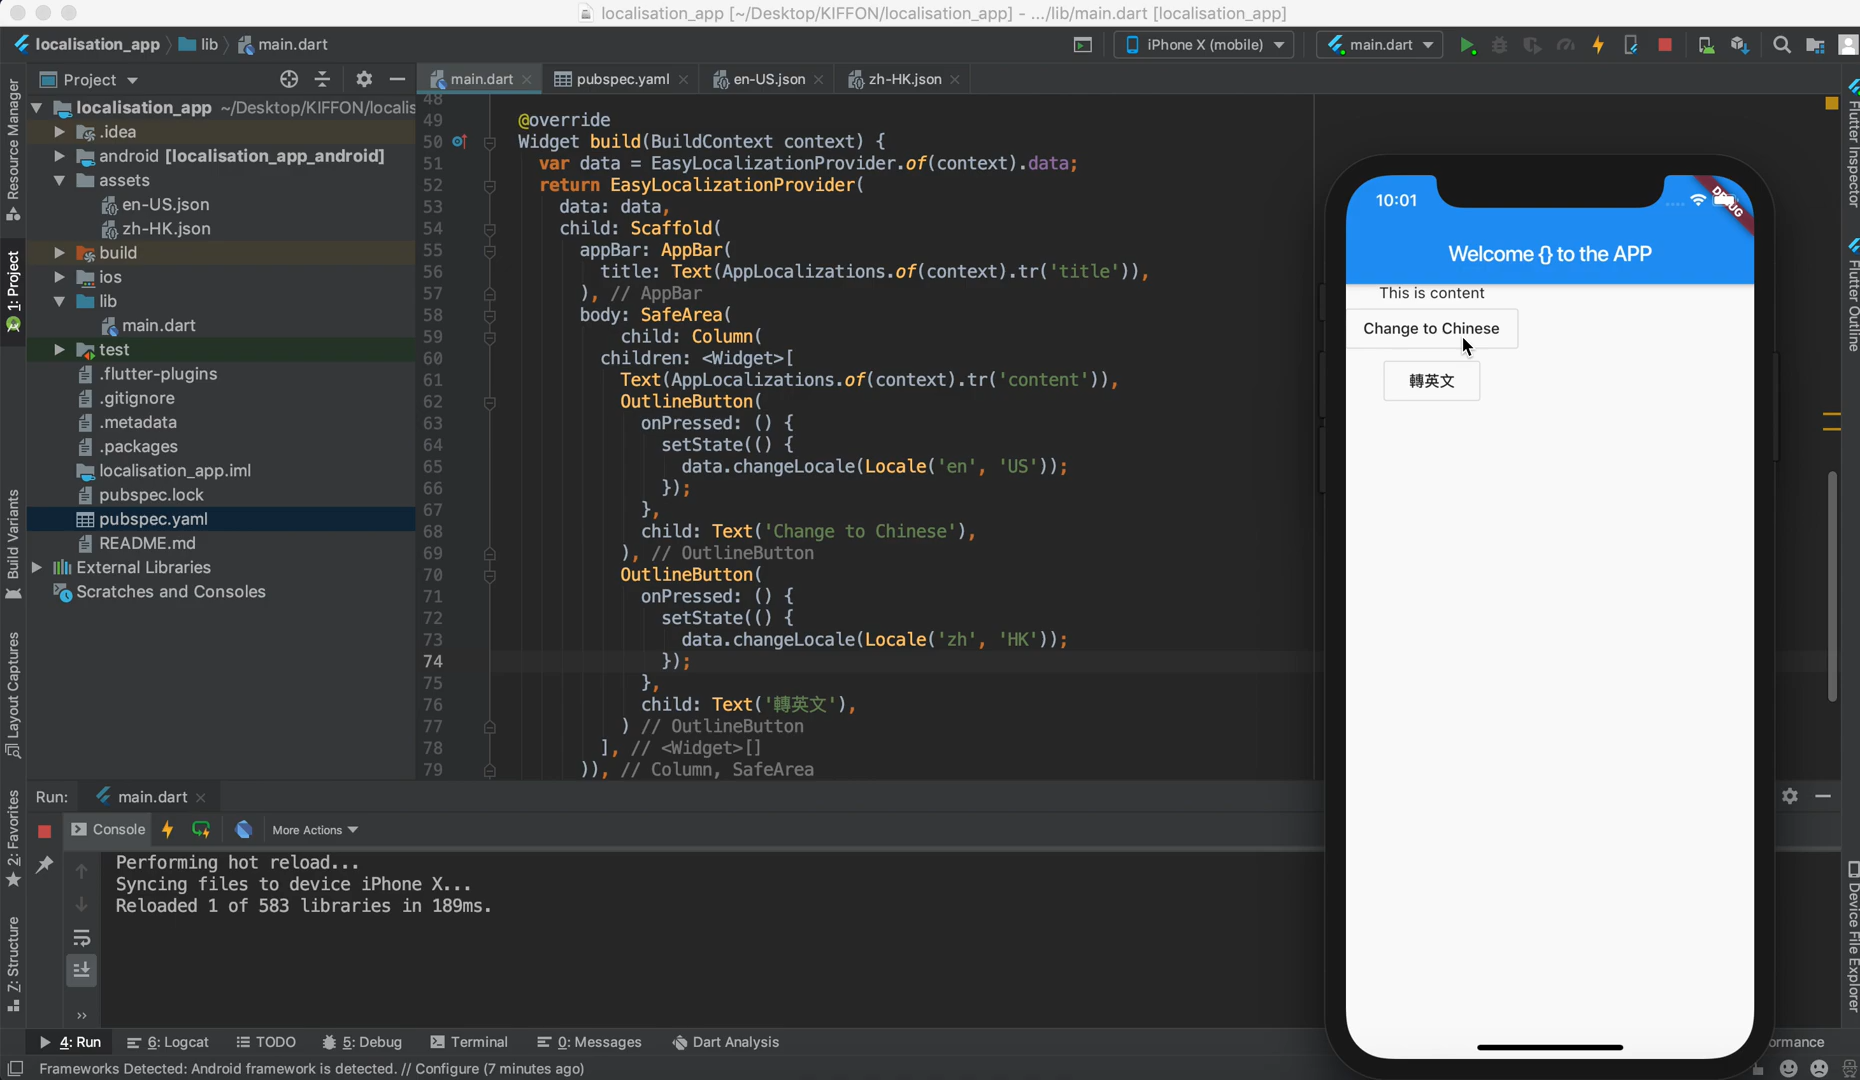 localisation_app [~/Desktop/KIFFON/localisation_app] - .../lib/main.dart [localisation_app]
localisation_app lib main.dart
iPhone X (mobile) main.dart
Project
main.dart pubspec.yaml en-US.json zh-HK.json
localisation_app ~/Desktop/KIFFON/localis
.idea
android [localisation_app_android]
assets
en-US.json
zh-HK.json
build
ios
lib
main.dart
test
.flutter-plugins
.gitignore
.metadata
.packages
localisation_app.iml
pubspec.lock
pubspec.yaml
README.md
External Libraries
Scratches and Consoles
Resource Manager
1: Project
Build Variants
Layout Captures
2: Favorites
7: Structure
48
49 @override
50 Widget build(BuildContext context) {
51 var data = EasyLocalizationProvider.of(context).data;
52 return EasyLocalizationProvider(
53 data: data,
54 child: Scaffold(
55 appBar: AppBar(
56 title: Text(AppLocalizations.of(context).tr('title')),
57 ), // AppBar
58 body: SafeArea(
59 child: Column(
60 children: <Widget>[
61 Text(AppLocalizations.of(context).tr('content')),
62 OutlineButton(
63 onPressed: () {
64 setState(() {
65 data.changeLocale(Locale('en', 'US'));
66 });
67 },
68 child: Text('Change to Chinese'),
69 ), // OutlineButton
70 OutlineButton(
71 onPressed: () {
72 setState(() {
73 data.changeLocale(Locale('zh', 'HK'));
74 });
75 },
76 child: Text('轉英文'),
77 ) // OutlineButton
78 ], // <Widget>[]
79 )), // Column, SafeArea
10:01
DEBUG
Welcome {} to the APP
This is content
Change to Chinese
轉英文
Flutter Inspector
Flutter Outline
Device File Explorer
Run: main.dart
Console More Actions
Performing hot reload...
Syncing files to device iPhone X...
Reloaded 1 of 583 libraries in 189ms.
4: Run 6: Logcat TODO 5: Debug Terminal 0: Messages Dart Analysis ormance
Frameworks Detected: Android framework is detected. // Configure (7 minutes ago)